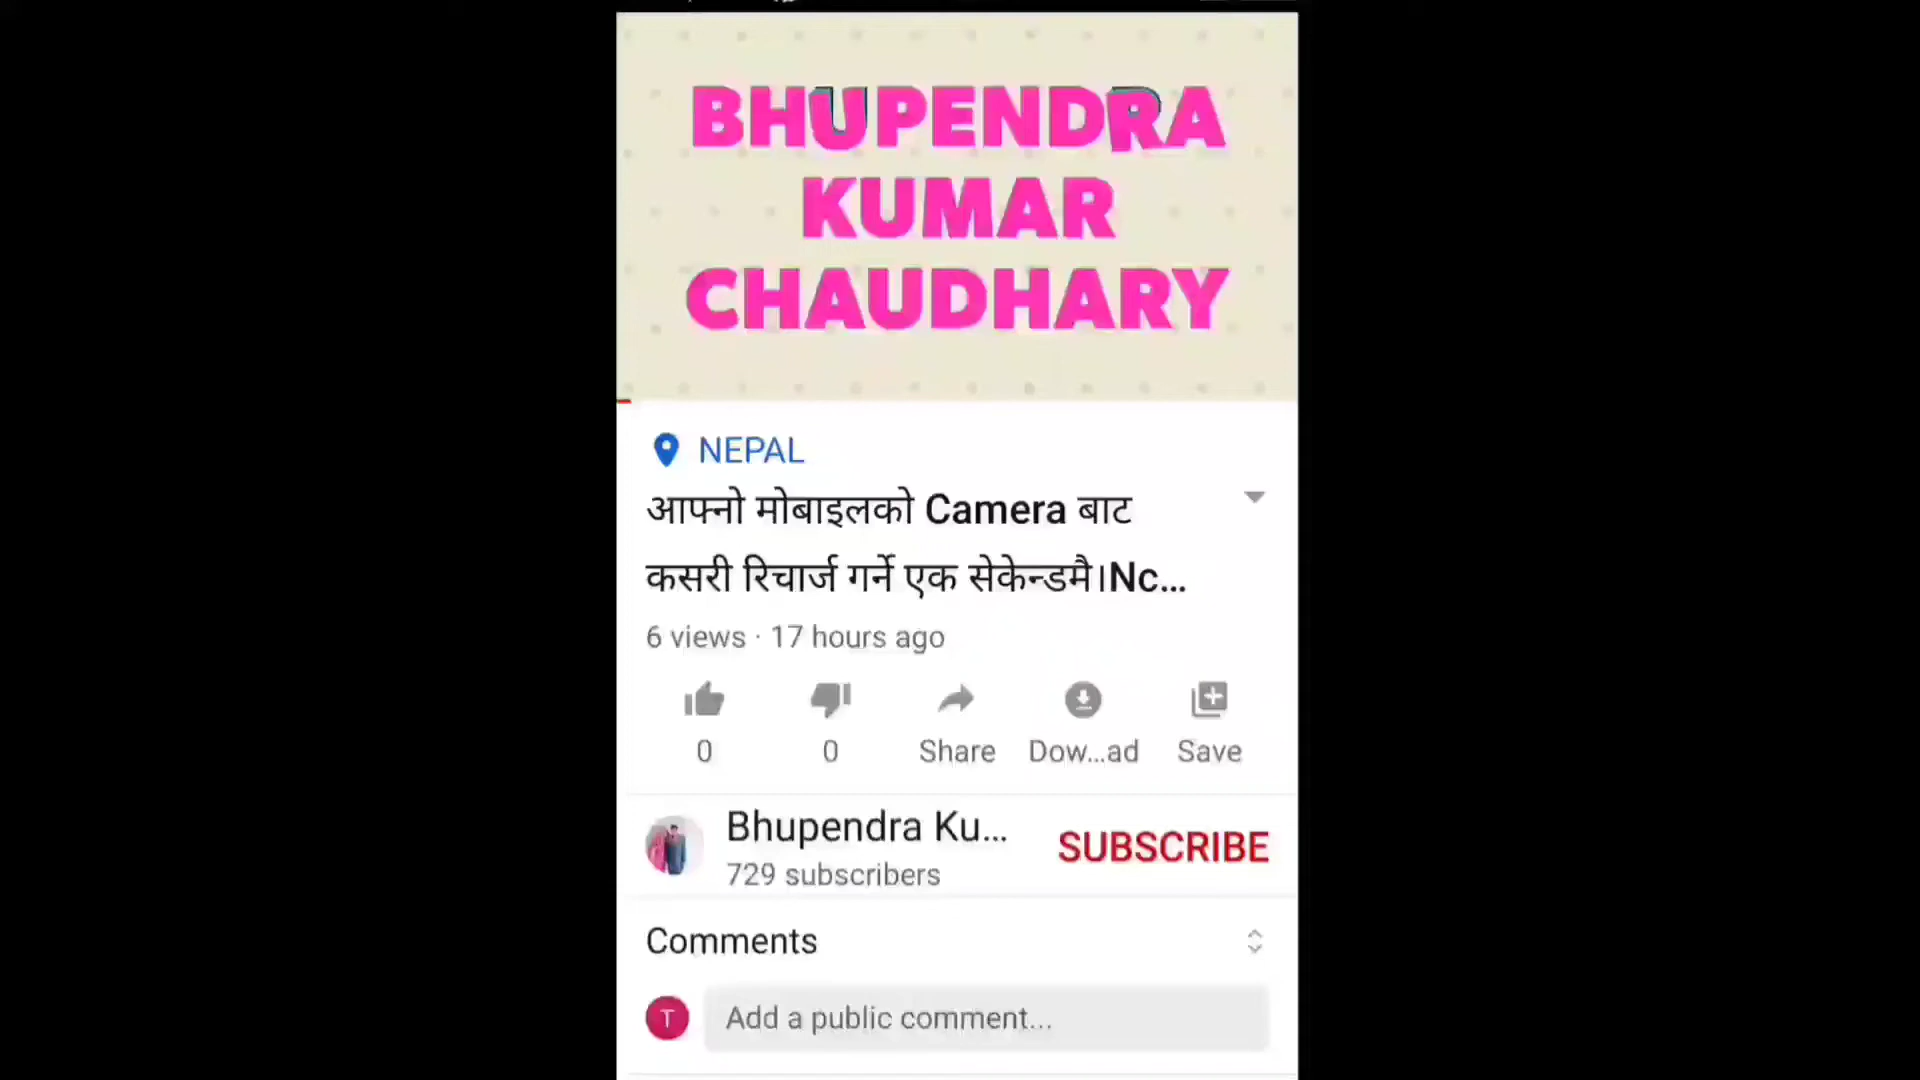 BHUPENDRA
KUMAR
CHAUDHARY
NEPAL
आफ्नो मोबाइलको Camera बाट
कसरी रिचार्ज गर्ने एक सेकेन्डमै।Nc...
6 views · 17 hours ago
0 0 Share Dow...ad Save
Bhupendra Ku...
SUBSCRIBE
729 subscribers
Comments
T
Add a public comment...